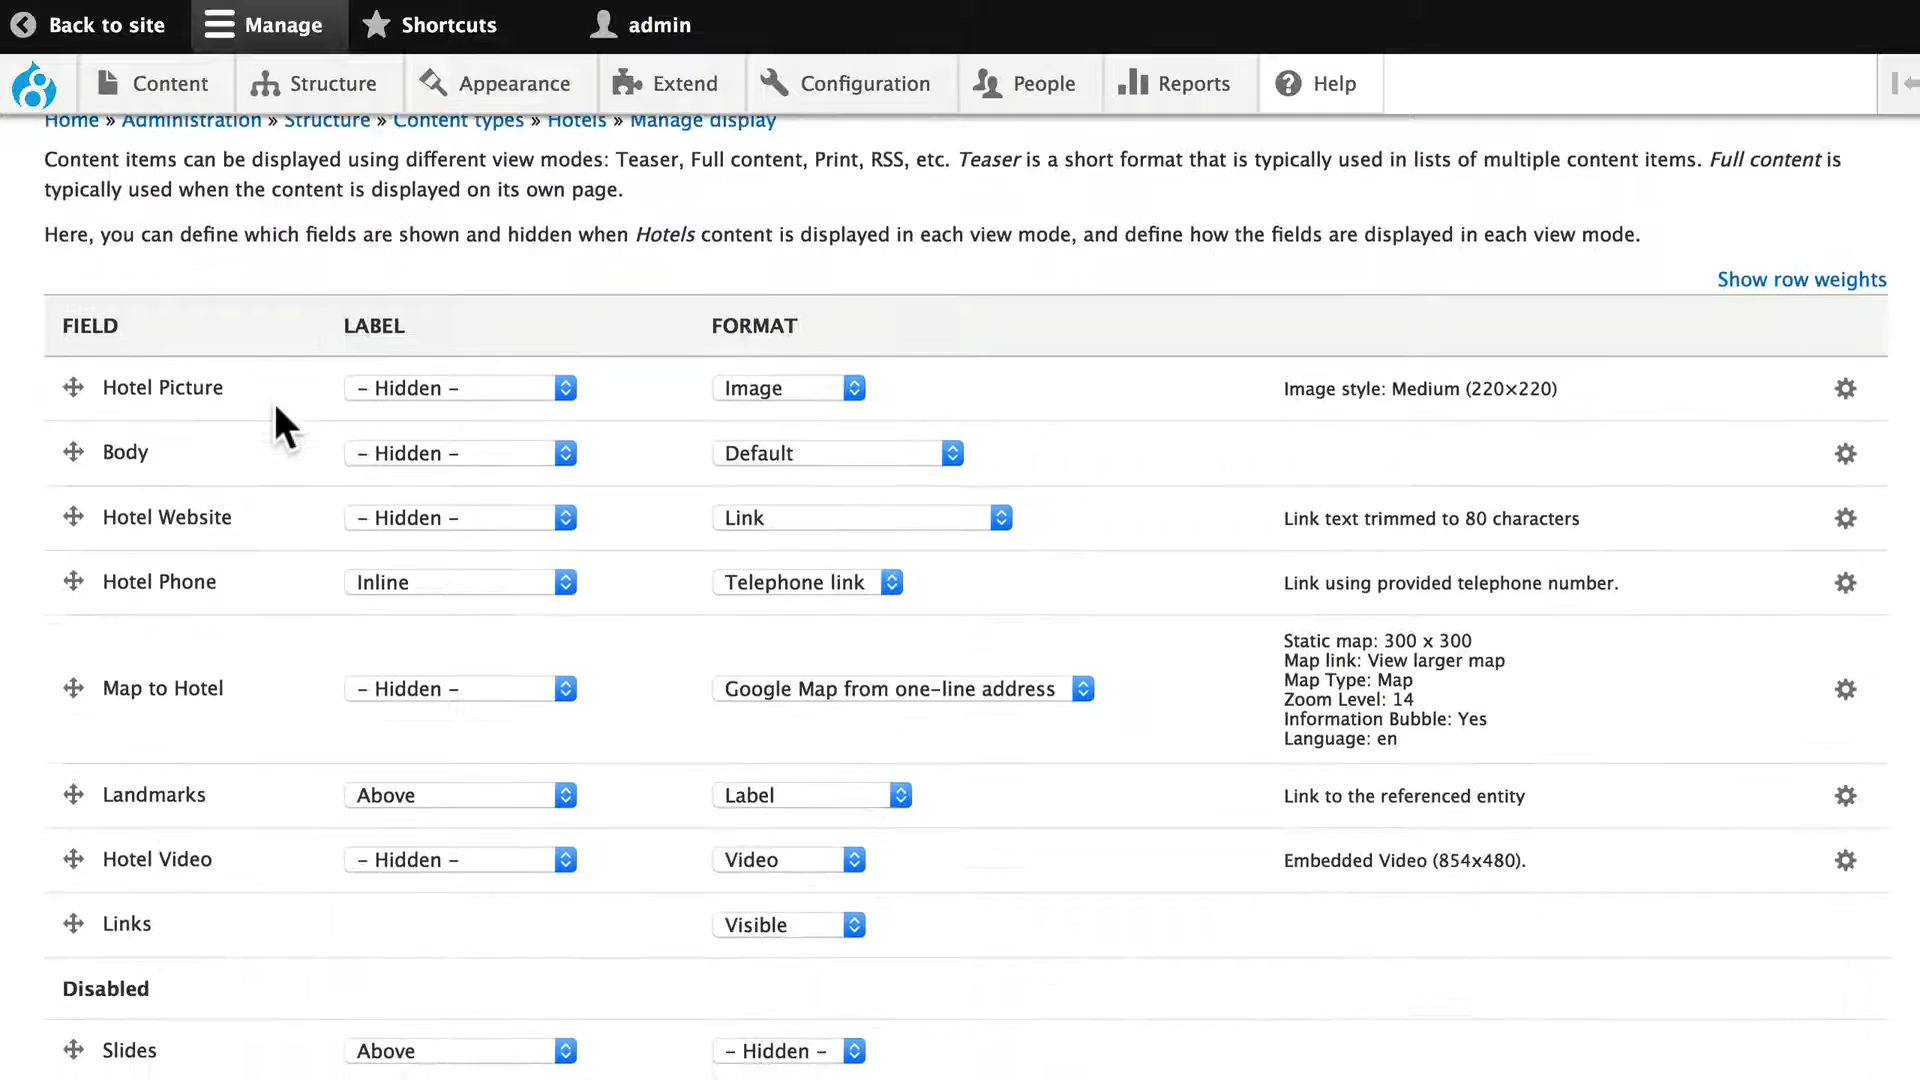 Back to site Manage Shortcuts admin
Content Structure Appearance Extend Configuration People Reports Help
Home » Administration » Structure » Content types » Hotels » Manage display
Content items can be displayed using different view modes: Teaser, Full content, Print, RSS, etc. Teaser is a short format that is typically used in lists of multiple content items. Full content is
typically used when the content is displayed on its own page.
Here, you can define which fields are shown and hidden when Hotels content is displayed in each view mode, and define how the fields are displayed in each view mode.
Show row weights
FIELD LABEL FORMAT
Hotel Picture - Hidden - Image Image style: Medium (220×220)
Body - Hidden - Default
Hotel Website - Hidden - Link Link text trimmed to 80 characters
Hotel Phone Inline Telephone link Link using provided telephone number.
Map to Hotel - Hidden - Google Map from one-line address
Static map: 300 x 300
Map link: View larger map
Map Type: Map
Zoom Level: 14
Information Bubble: Yes
Language: en
Landmarks Above Label Link to the referenced entity
Hotel Video - Hidden - Video Embedded Video (854x480).
Links Visible
Disabled
Slides Above - Hidden -